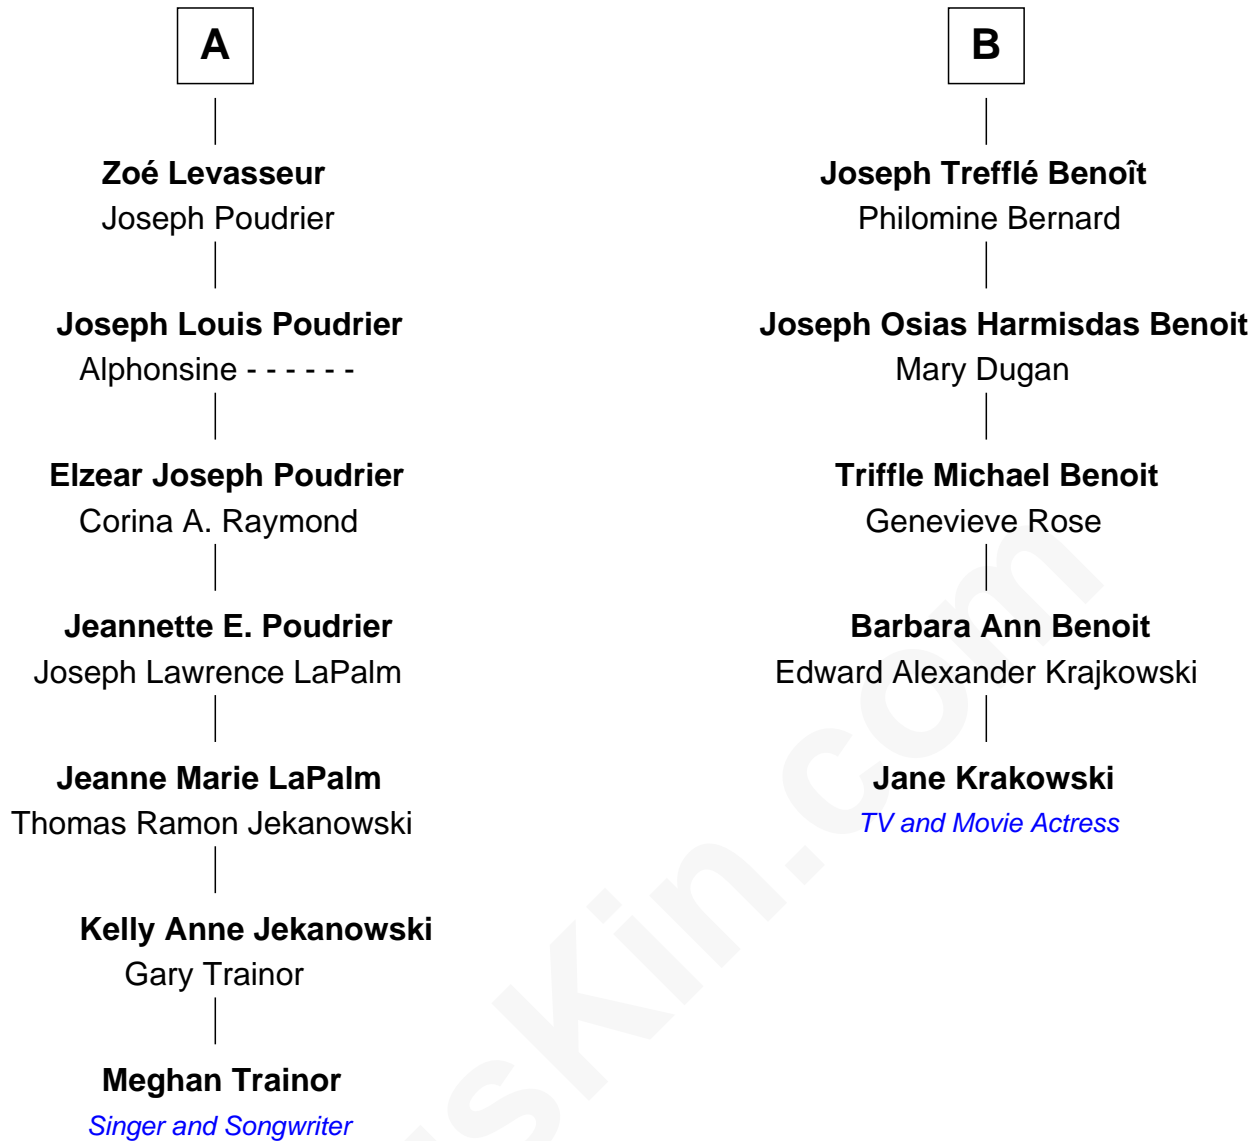 A
Zoé Levasseur
Joseph Poudrier
Joseph Louis Poudrier
Alphonsine - - - - - -
Elzear Joseph Poudrier
Corina A. Raymond
Jeannette E. Poudrier
Joseph Lawrence LaPalm
Jeanne Marie LaPalm
Thomas Ramon Jekanowski
Kelly Anne Jekanowski
Gary Trainor
Meghan Trainor
Singer and Songwriter
B
Joseph Trefflé Benoît
Philomine Bernard
Joseph Osias Harmisdas Benoit
Mary Dugan
Triffle Michael Benoit
Genevieve Rose
Barbara Ann Benoit
Edward Alexander Krajkowski
Jane Krakowski
TV and Movie Actress